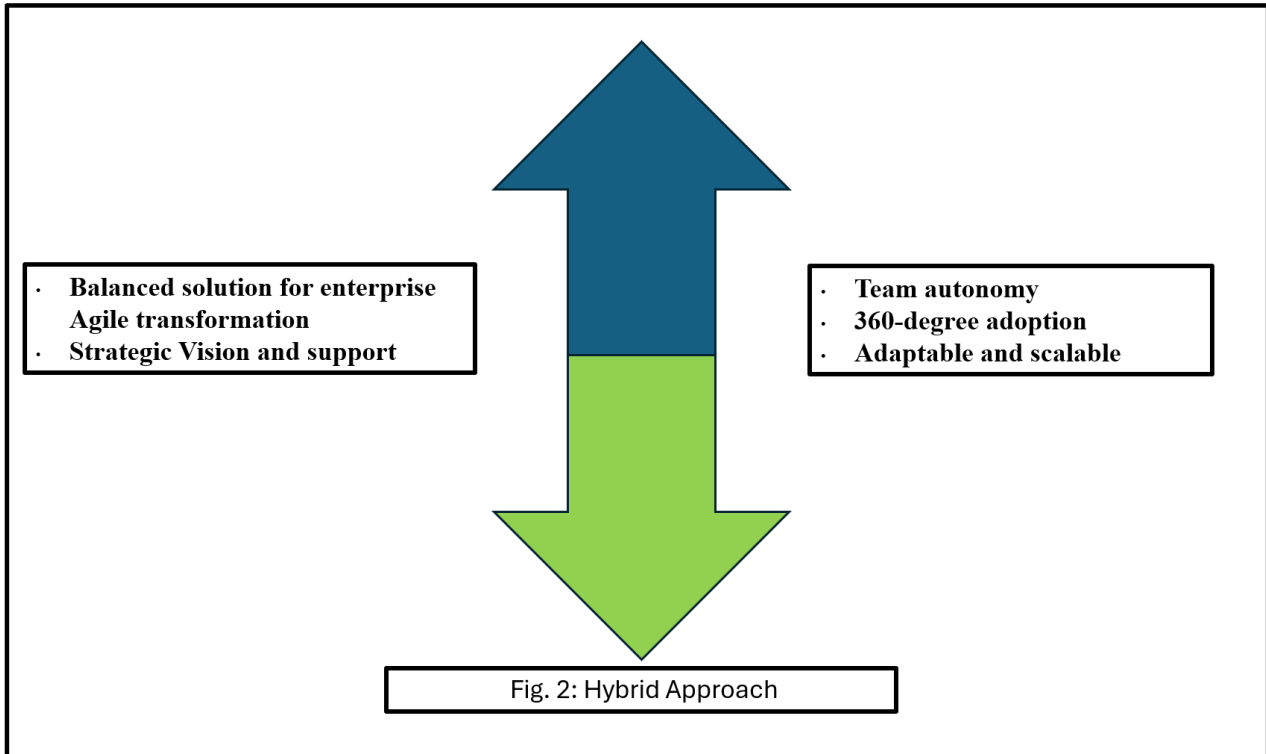 · Balanced solution for enterprise
Agile transformation
· Strategic Vision and support
· Team autonomy
· 360-degree adoption
· Adaptable and scalable
Fig. 2: Hybrid Approach